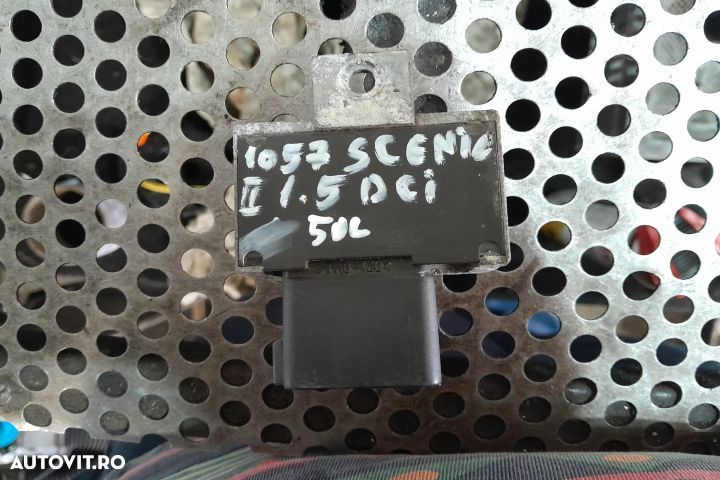 1057 SCENIC
II 1.5 DCi
50L
AUTOVIT.RO